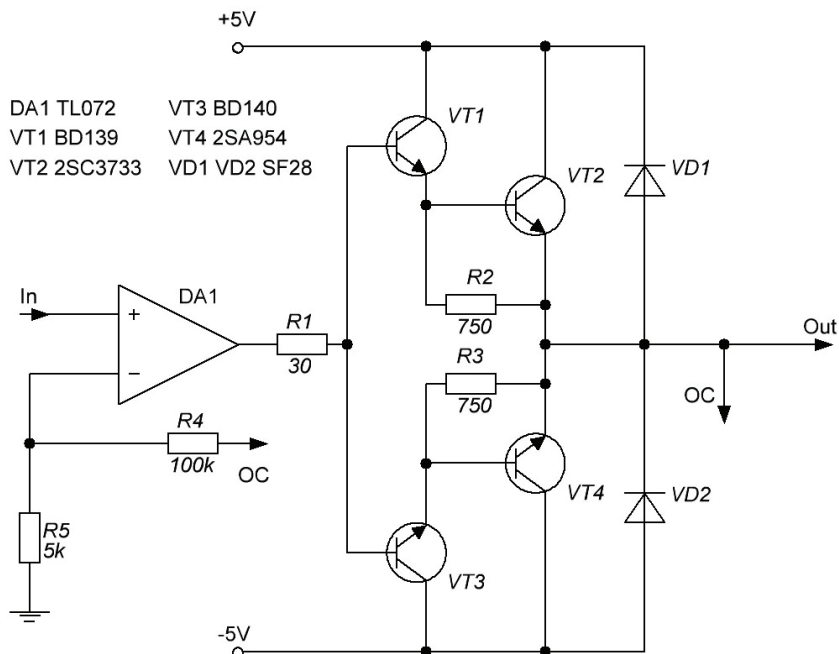 +5V
DA1 TL072 VT3 BD140
VT1 BD139 VT4 2SA954
VT2 2SC3733 VD1 VD2 SF28
VT1
VT2
VD1
In
DA1
+
−
R1
30
R2
750
R3
750
Out
OC
R4
100k
OC
R5
5k
VT4
VD2
VT3
-5V